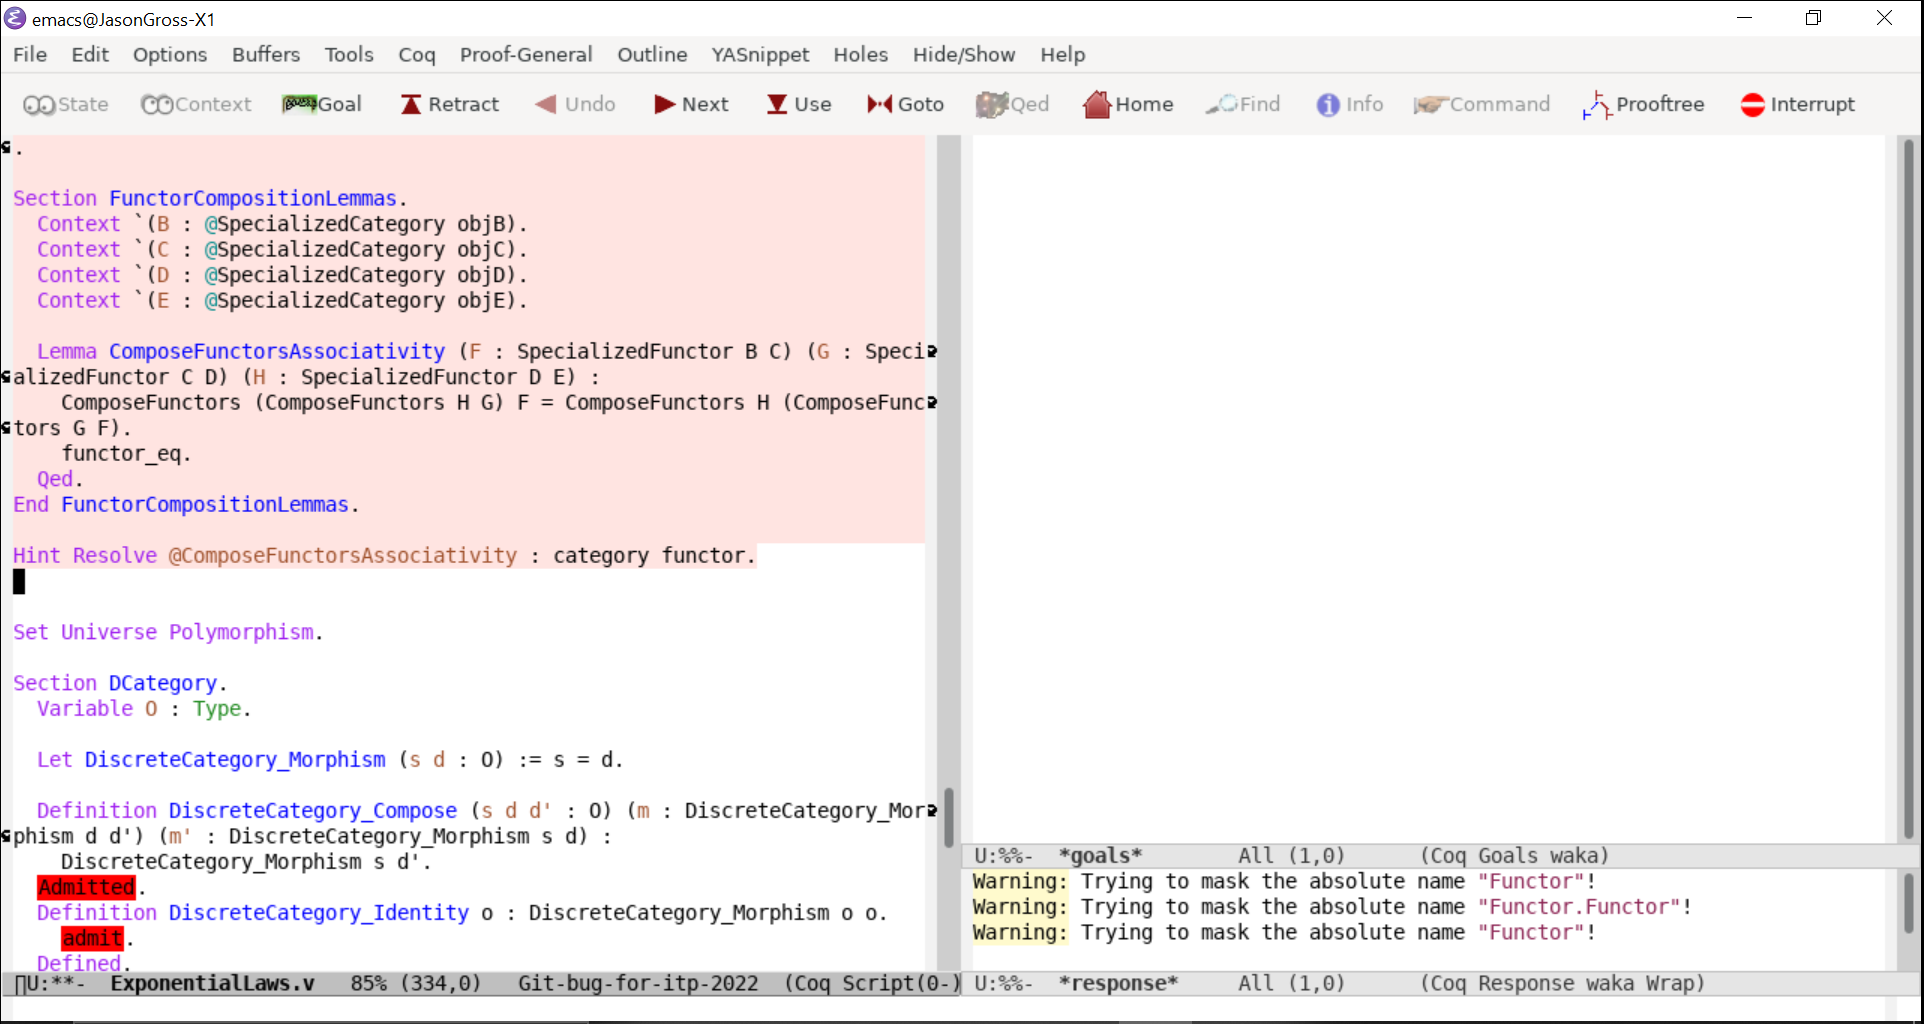 emacs@JasonGross-X1
File Edit Options Buffers Tools Coq Proof-General Outline YASnippet Holes Hide/Show Help
State Context Goal Retract Undo Next Use Goto Qed Home Find Info Command Prooftree Interrupt
.
Section FunctorCompositionLemmas.
Context `(B : @SpecializedCategory objB).
Context `(C : @SpecializedCategory objC).
Context `(D : @SpecializedCategory objD).
Context `(E : @SpecializedCategory objE).
Lemma ComposeFunctorsAssociativity (F : SpecializedFunctor B C) (G : Speci
alizedFunctor C D) (H : SpecializedFunctor D E) :
ComposeFunctors (ComposeFunctors H G) F = ComposeFunctors H (ComposeFunc
tors G F).
functor_eq.
Qed.
End FunctorCompositionLemmas.
Hint Resolve @ComposeFunctorsAssociativity : category functor.
Set Universe Polymorphism.
Section DCategory.
Variable O : Type.
Let DiscreteCategory_Morphism (s d : O) := s = d.
Definition DiscreteCategory_Compose (s d d' : O) (m : DiscreteCategory_Mor
phism d d') (m' : DiscreteCategory_Morphism s d) :
DiscreteCategory_Morphism s d'.
Admitted.
Definition DiscreteCategory_Identity o : DiscreteCategory_Morphism o o.
admit.
Defined.
U:**- ExponentialLaws.v 85% (334,0) Git-bug-for-itp-2022 (Coq Script(0-)
U:%%- *goals* All (1,0) (Coq Goals waka)
Warning: Trying to mask the absolute name "Functor"!
Warning: Trying to mask the absolute name "Functor.Functor"!
Warning: Trying to mask the absolute name "Functor"!
U:%%- *response* All (1,0) (Coq Response waka Wrap)